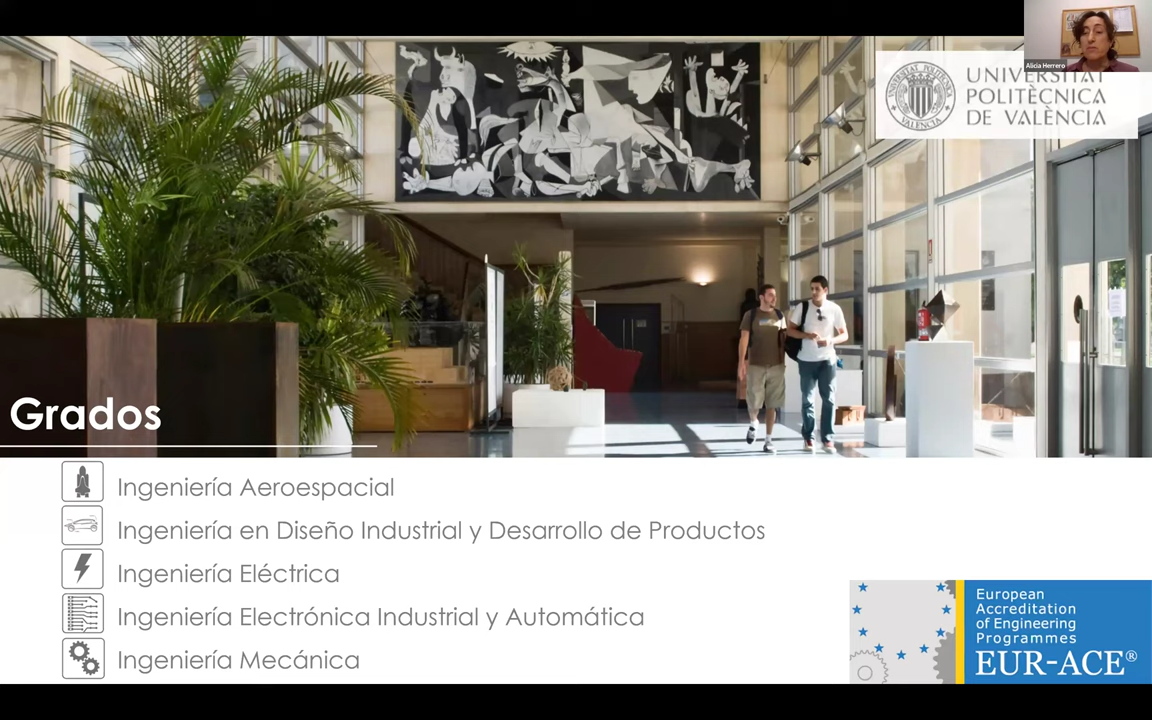 Alicia Herrero
UNIVERSITAT
POLITÈCNICA
DE VALÈNCIA
Grados
Ingeniería Aeroespacial
Ingeniería en Diseño Industrial y Desarrollo de Productos
Ingeniería Eléctrica
Ingeniería Electrónica Industrial y Automática
Ingeniería Mecánica
European
Accreditation
of Engineering
Programmes
EUR-ACE®